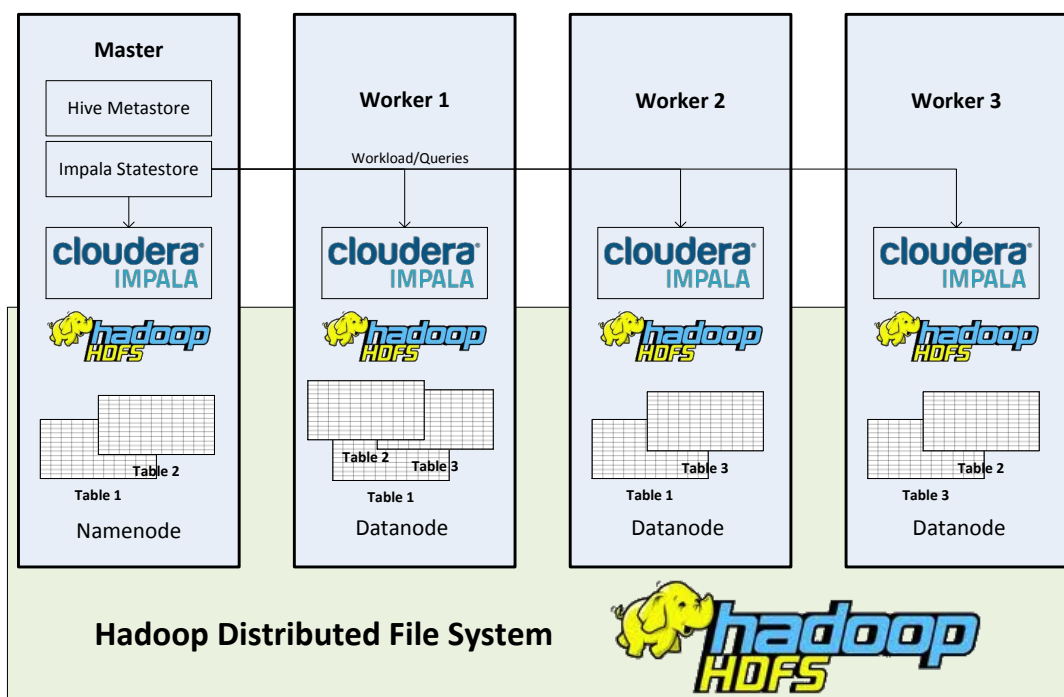 Master
Hive Metastore
Impala Statestore
cloudera®
IMPALA
hadoop
HDFS
Table 2
Table 1
Namenode
Worker 1
Workload/Queries
cloudera®
IMPALA
hadoop
HDFS
Table 2
Table 3
Table 1
Datanode
Worker 2
cloudera®
IMPALA
hadoop
HDFS
Table 3
Table 1
Datanode
Worker 3
cloudera®
IMPALA
hadoop
HDFS
Table 2
Table 3
Datanode
Hadoop Distributed File System
hadoop
HDFS